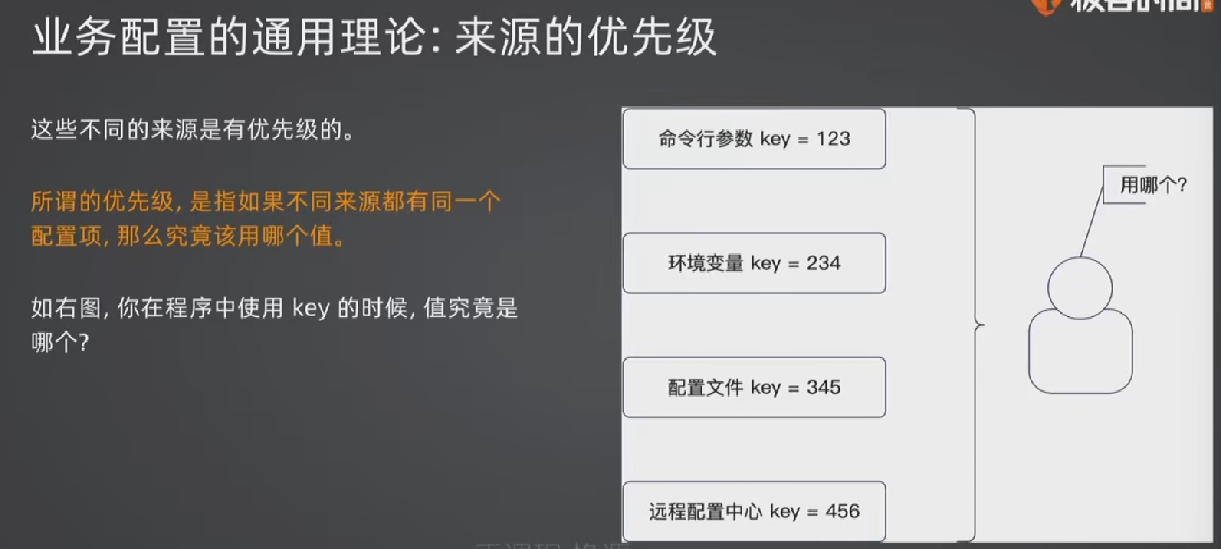 业务配置的通用理论: 来源的优先级
这些不同的来源是有优先级的。
所谓的优先级, 是指如果不同来源都有同一个
配置项, 那么究竟该用哪个值。
如右图, 你在程序中使用 key 的时候, 值究竟是
哪个?
命令行参数 key = 123
环境变量 key = 234
配置文件 key = 345
远程配置中心 key = 456
用哪个?